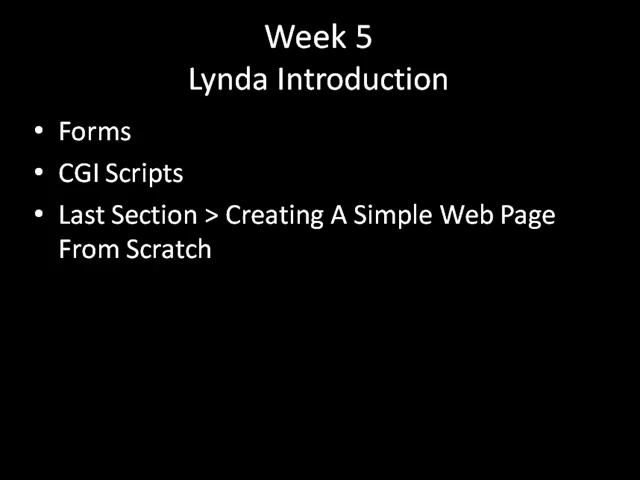 Week 5
Lynda Introduction
• Forms
• CGI Scripts
• Last Section > Creating A Simple Web Page
From Scratch